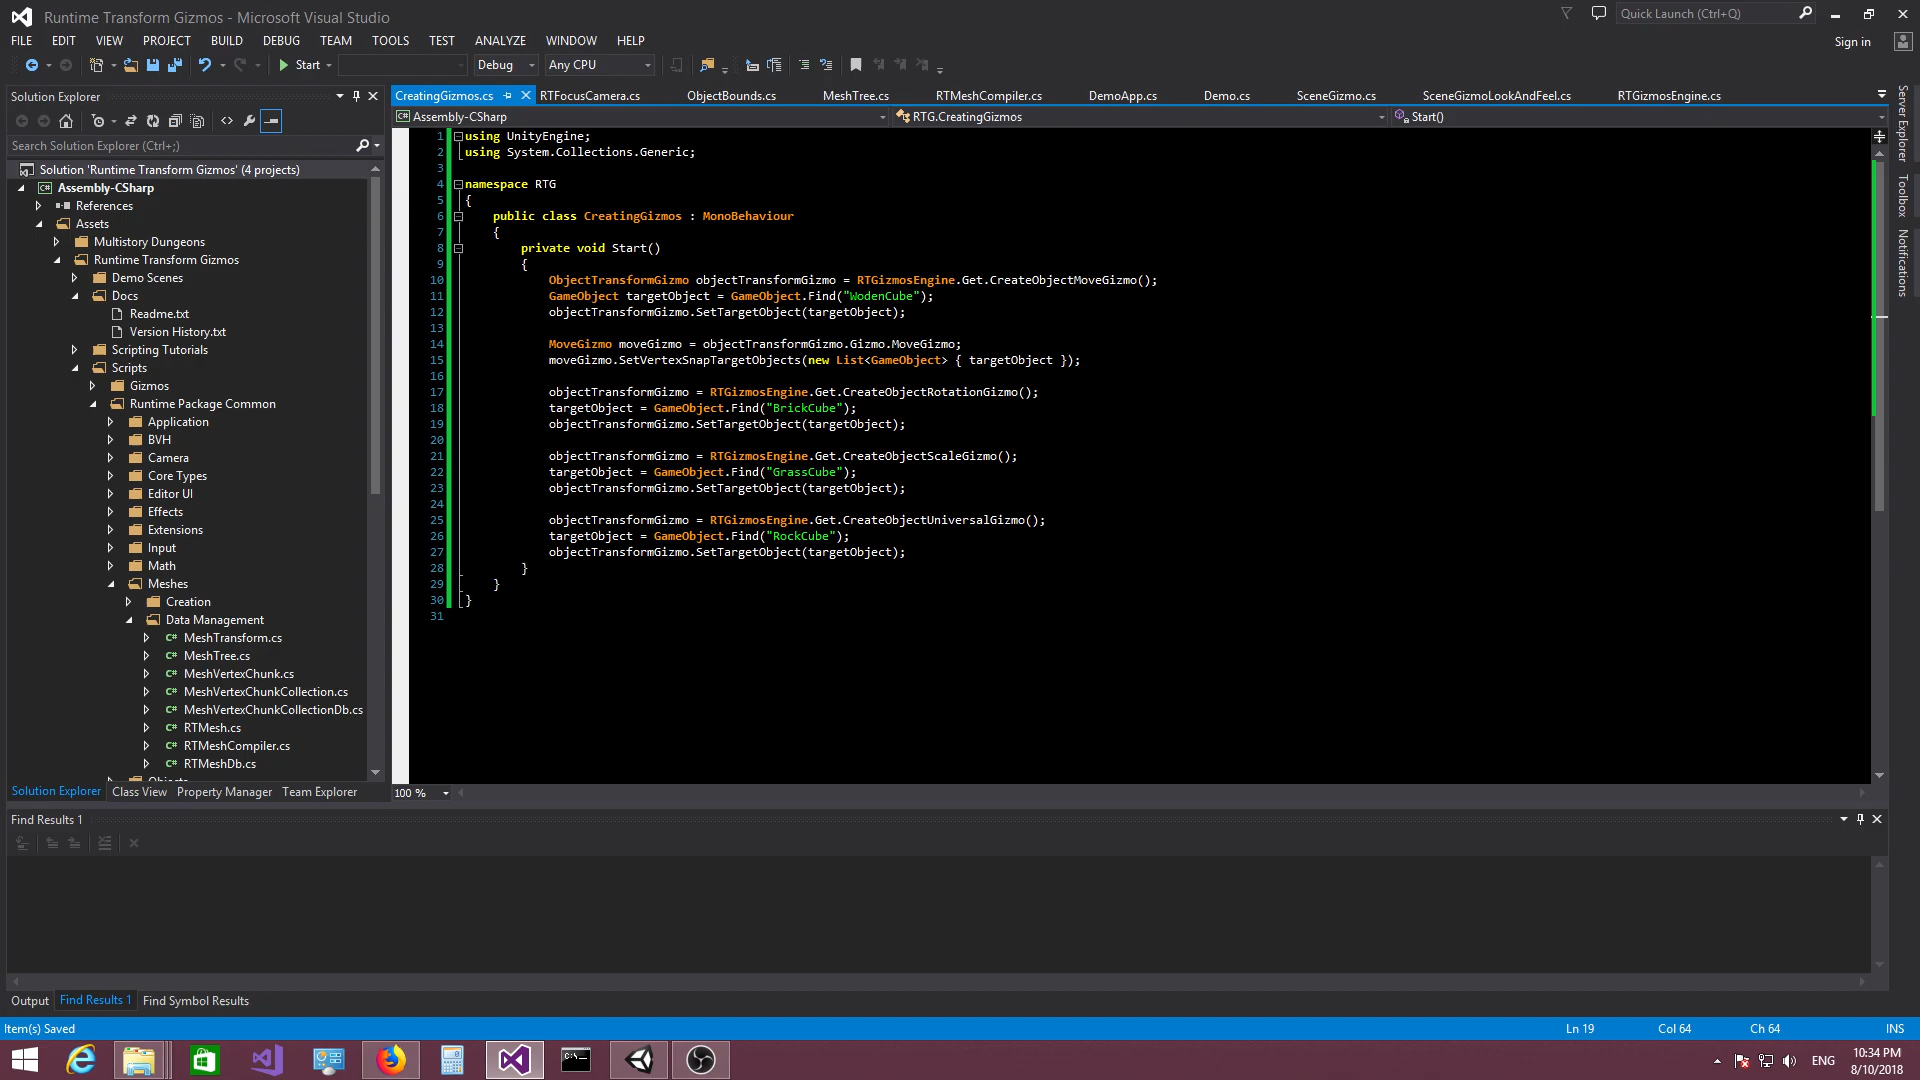 Runtime Transform Gizmos - Microsoft Visual Studio
Quick Launch (Ctrl+Q)
FILE EDIT VIEW PROJECT BUILD DEBUG TEAM TOOLS TEST ANALYZE WINDOW HELP
Sign in
Start Debug Any CPU
Solution Explorer
Search Solution Explorer (Ctrl+;)
Solution 'Runtime Transform Gizmos' (4 projects)
Assembly-CSharp
References
Assets
Multistory Dungeons
Runtime Transform Gizmos
Demo Scenes
Docs
Readme.txt
Version History.txt
Scripting Tutorials
Scripts
Gizmos
Runtime Package Common
Application
BVH
Camera
Core Types
Editor UI
Effects
Extensions
Input
Math
Meshes
Creation
Data Management
MeshTransform.cs
MeshTree.cs
MeshVertexChunk.cs
MeshVertexChunkCollection.cs
MeshVertexChunkCollectionDb.cs
RTMesh.cs
RTMeshCompiler.cs
RTMeshDb.cs
Objects
Solution Explorer Class View Property Manager Team Explorer
CreatingGizmos.cs RTFocusCamera.cs ObjectBounds.cs MeshTree.cs RTMeshCompiler.cs DemoApp.cs Demo.cs SceneGizmo.cs SceneGizmoLookAndFeel.cs RTGizmosEngine.cs
Assembly-CSharp RTG.CreatingGizmos Start()
1 using UnityEngine;
2 using System.Collections.Generic;
3
4 namespace RTG
5 {
6 public class CreatingGizmos : MonoBehaviour
7 {
8 private void Start()
9 {
10 ObjectTransformGizmo objectTransformGizmo = RTGizmosEngine.Get.CreateObjectMoveGizmo();
11 GameObject targetObject = GameObject.Find("WodenCube");
12 objectTransformGizmo.SetTargetObject(targetObject);
13
14 MoveGizmo moveGizmo = objectTransformGizmo.Gizmo.MoveGizmo;
15 moveGizmo.SetVertexSnapTargetObjects(new List<GameObject> { targetObject });
16
17 objectTransformGizmo = RTGizmosEngine.Get.CreateObjectRotationGizmo();
18 targetObject = GameObject.Find("BrickCube");
19 objectTransformGizmo.SetTargetObject(targetObject);
20
21 objectTransformGizmo = RTGizmosEngine.Get.CreateObjectScaleGizmo();
22 targetObject = GameObject.Find("GrassCube");
23 objectTransformGizmo.SetTargetObject(targetObject);
24
25 objectTransformGizmo = RTGizmosEngine.Get.CreateObjectUniversalGizmo();
26 targetObject = GameObject.Find("RockCube");
27 objectTransformGizmo.SetTargetObject(targetObject);
28 }
29 }
30 }
31
100 %
Server Explorer
Toolbox
Notifications
Find Results 1
Output Find Results 1 Find Symbol Results
Item(s) Saved Ln 19 Col 64 Ch 64 INS
ENG
10:34 PM
8/10/2018